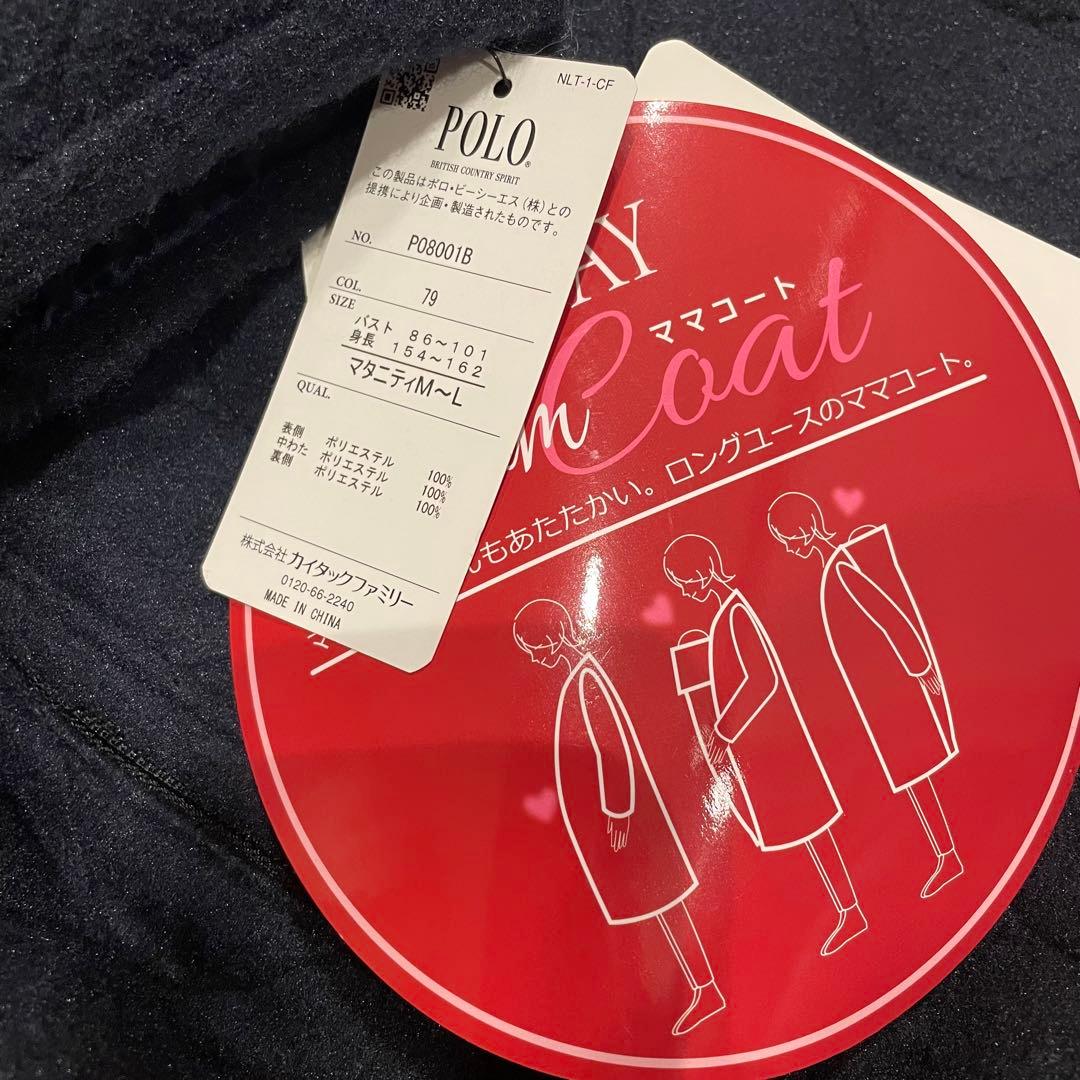 NLT-1-CF
POLO®
BRITISH COUNTRY SPIRIT
この製品はポロ・ビーシーエス(株)との
提携により企画・製造されたものです。
NO. P08001B
COL. 79
SIZE
バスト 86～101
身長 154～162
マタニティM～L
QUAL.
表側 ポリエステル 100%
中わた ポリエステル 100%
裏側 ポリエステル 100%
株式会社カイタックファミリー
0120-66-2240
MADE IN CHINA
AY
ママコート
Coat
もあたたかい。ロングユースのママコート。